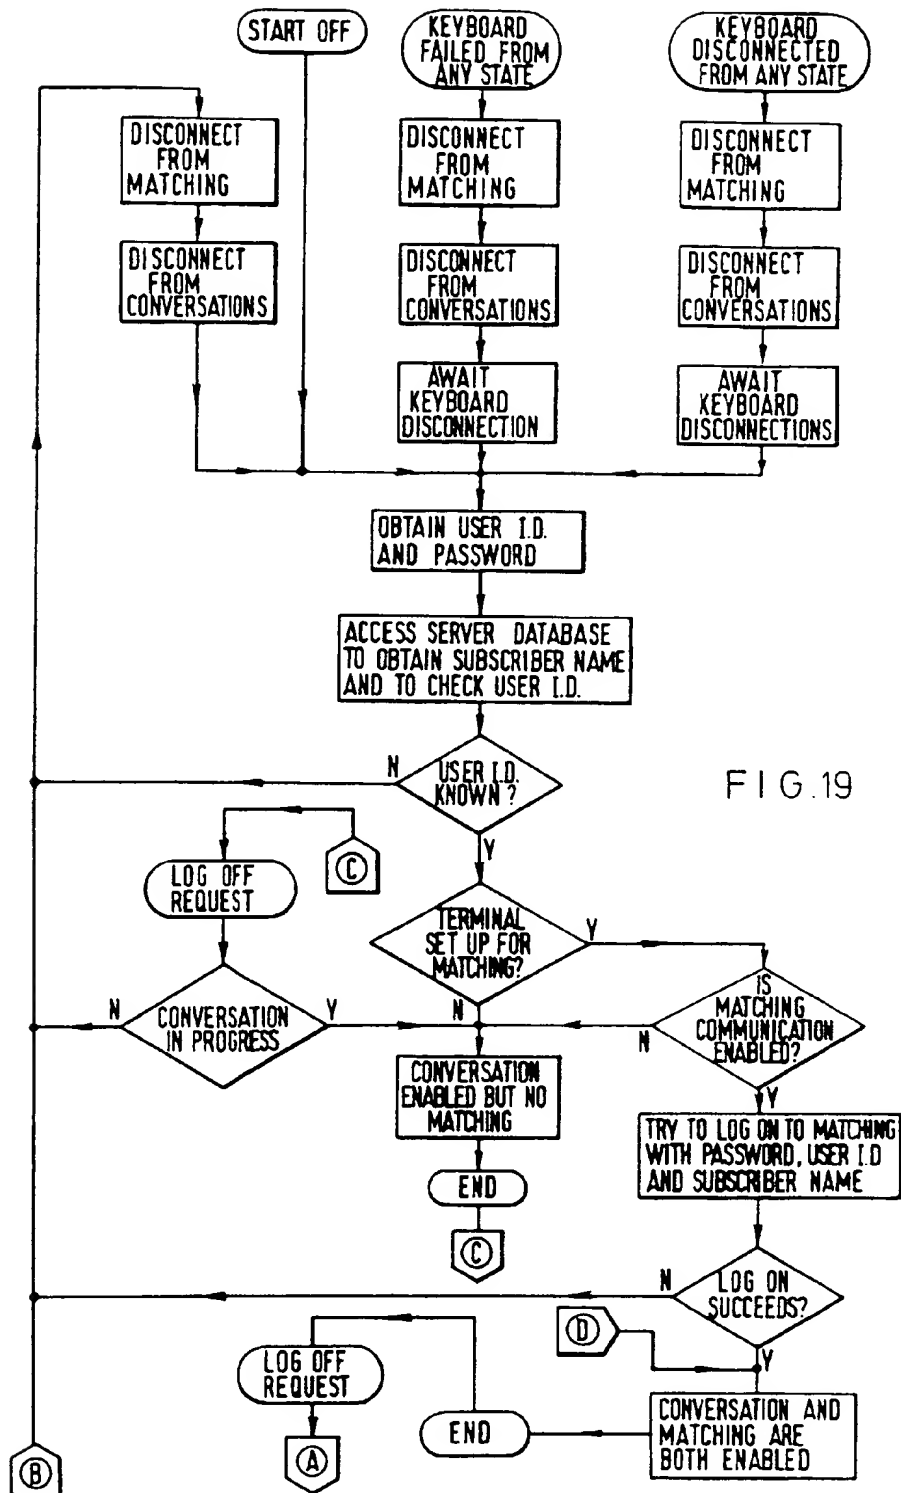 START OFF
KEYBOARD
FAILED FROM
ANY STATE
KEYBOARD
DISCONNECTED
FROM ANY STATE
DISCONNECT
FROM
MATCHING
DISCONNECT
FROM
MATCHING
DISCONNECT
FROM
MATCHING
DISCONNECT
FROM
CONVERSATIONS
DISCONNECT
FROM
CONVERSATIONS
DISCONNECT
FROM
CONVERSATIONS
AWAIT
KEYBOARD
DISCONNECTION
AWAIT
KEYBOARD
DISCONNECTIONS
OBTAIN USER I.D.
AND PASSWORD
ACCESS SERVER DATABASE
TO OBTAIN SUBSCRIBER NAME
AND TO CHECK USER I.D.
N
USER I.D.
KNOWN ?
Y
FIG.19
C
LOG OFF
REQUEST
TERMINAL
SET UP FOR
MATCHING?
Y
N
N
CONVERSATION
IN PROGRESS
Y
IS
MATCHING
COMMUNICATION
ENABLED?
N
Y
CONVERSATION
ENABLED BUT NO
MATCHING
TRY TO LOG ON TO MATCHING
WITH PASSWORD, USER I.D
AND SUBSCRIBER NAME
END
C
N
LOG ON
SUCCEEDS?
Y
D
LOG OFF
REQUEST
END
CONVERSATION AND
MATCHING ARE
BOTH ENABLED
B
A